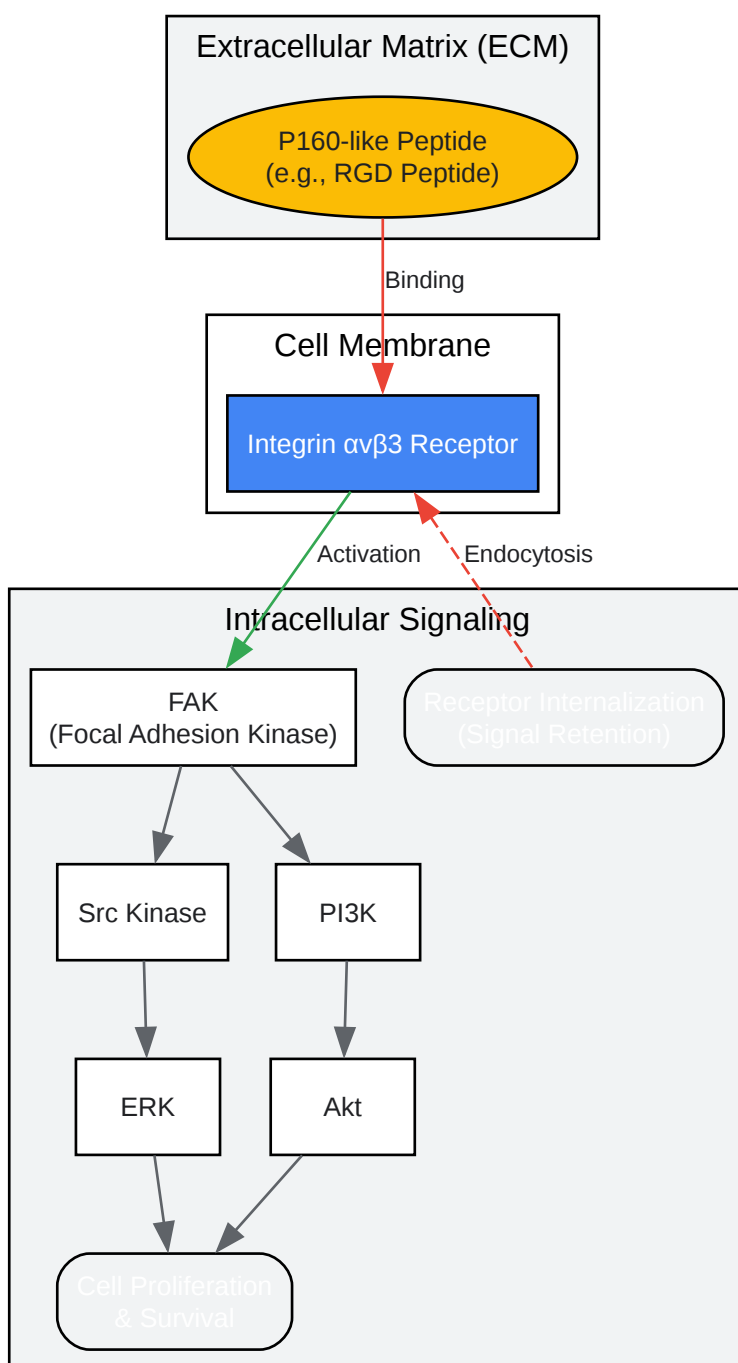 Extracellular Matrix (ECM)
P160-like Peptide
(e.g., RGD Peptide)
Binding
Cell Membrane
Integrin αvβ3 Receptor
Activation
Endocytosis
Intracellular Signaling
FAK
(Focal Adhesion Kinase)
Receptor Internalization
(Signal Retention)
Src Kinase
PI3K
ERK
Akt
Cell Proliferation
& Survival